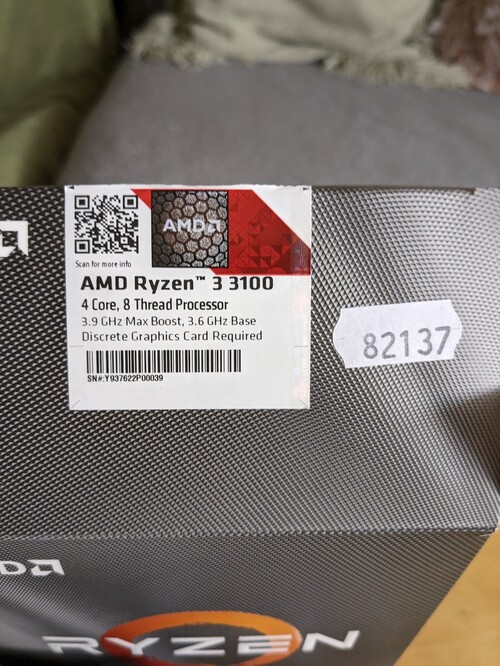 AMD
Scan for more info
AMD Ryzen™ 3 3100
4 Core, 8 Thread Processor
3.9 GHz Max Boost, 3.6 GHz Base
Discrete Graphics Card Required
SN#:Y937622P00039
82137
RYZEN